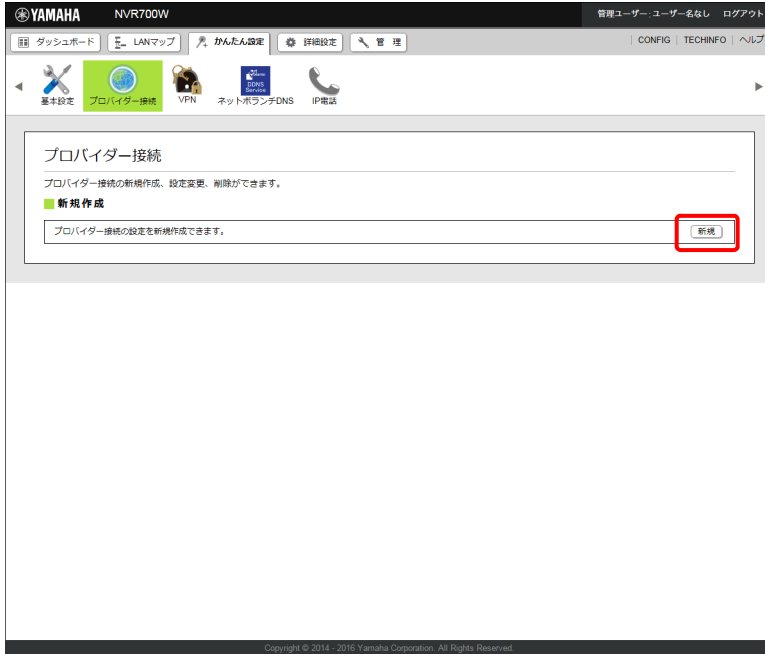 YAMAHA NVR700W 管理ユーザー:ユーザー名なし ログアウト
ダッシュボード LANマップ かんたん設定 詳細設定 管 理 CONFIG TECHINFO ヘルプ
基本設定 プロバイダー接続 VPN ネットボランチDNS IP電話
DDNS
Service
プロバイダー接続
プロバイダー接続の新規作成、設定変更、削除ができます。
新規作成
プロバイダー接続の設定を新規作成できます。 新規
Copyright © 2014 - 2016 Yamaha Corporation. All Rights Reserved.